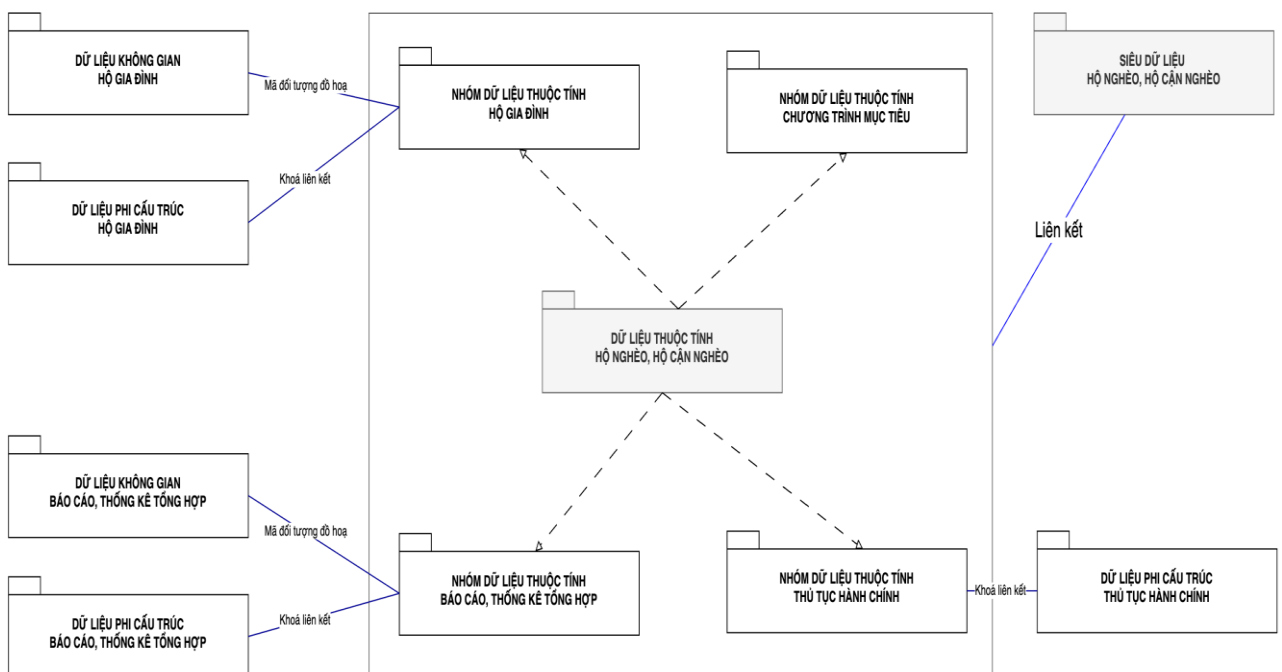 DỮ LIỆU KHÔNG GIAN
HỘ GIA ĐÌNH
Mã đối tượng đồ hoạ
NHÓM DỮ LIỆU THUỘC TÍNH
HỘ GIA ĐÌNH
NHÓM DỮ LIỆU THUỘC TÍNH
CHƯƠNG TRÌNH MỤC TIÊU
SIÊU DỮ LIỆU
HỘ NGHÈO, HỘ CẬN NGHÈO
Khoá liên kết
DỮ LIỆU PHI CẤU TRÚC
HỘ GIA ĐÌNH
Liên kết
DỮ LIỆU THUỘC TÍNH
HỘ NGHÈO, HỘ CẬN NGHÈO
DỮ LIỆU KHÔNG GIAN
BÁO CÁO, THỐNG KÊ TỔNG HỢP
Mã đối tượng đồ hoạ
NHÓM DỮ LIỆU THUỘC TÍNH
BÁO CÁO, THỐNG KÊ TỔNG HỢP
NHÓM DỮ LIỆU THUỘC TÍNH
THỦ TỤC HÀNH CHÍNH
Khoá liên kết
DỮ LIỆU PHI CẤU TRÚC
THỦ TỤC HÀNH CHÍNH
Khoá liên kết
DỮ LIỆU PHI CẤU TRÚC
BÁO CÁO, THỐNG KÊ TỔNG HỢP